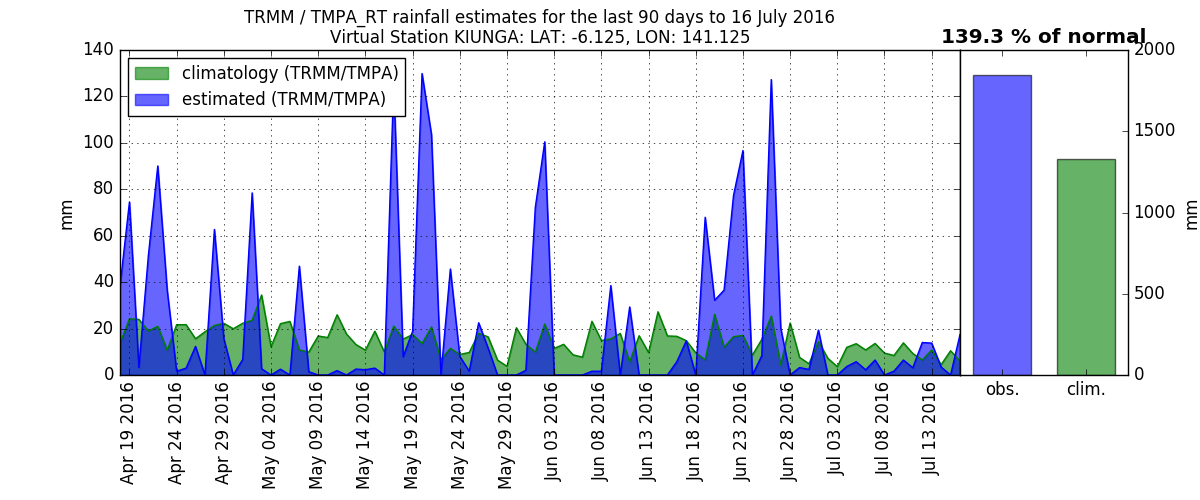 TRMM / TMPA_RT rainfall estimates for the last 90 days to 16 July 2016
Virtual Station KIUNGA: LAT: -6.125, LON: 141.125
139.3 % of normal
climatology (TRMM/TMPA)
estimated (TRMM/TMPA)
140
120
100
80
60
40
20
0
mm
Apr 19 2016
Apr 24 2016
Apr 29 2016
May 04 2016
May 09 2016
May 14 2016
May 19 2016
May 24 2016
May 29 2016
Jun 03 2016
Jun 08 2016
Jun 13 2016
Jun 18 2016
Jun 23 2016
Jun 28 2016
Jul 03 2016
Jul 08 2016
Jul 13 2016
obs.
clim.
2000
1500
1000
500
0
mm